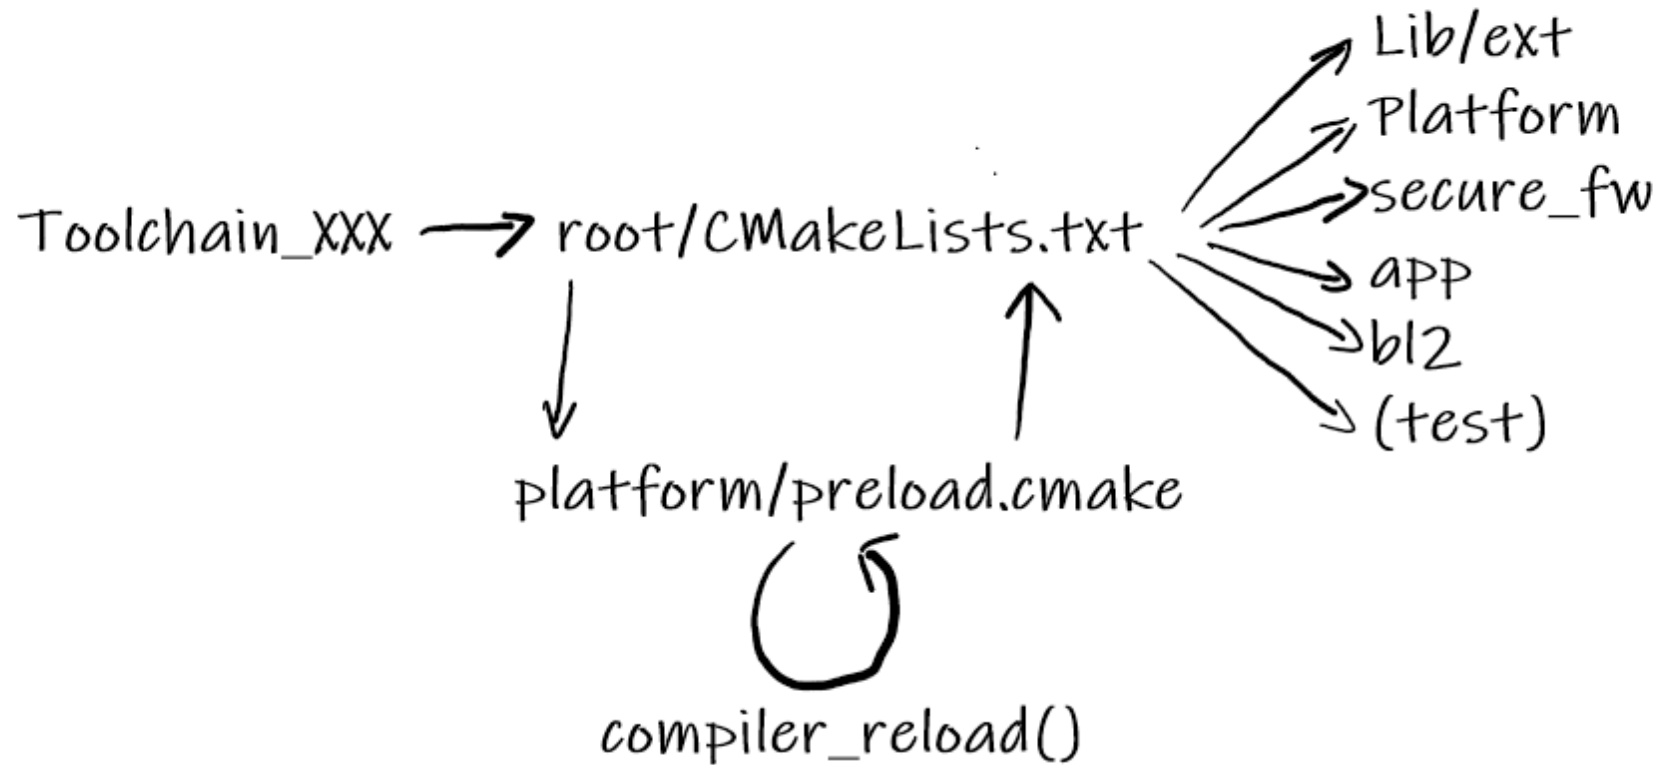 Lib/ext
Platform
secure_fw
Toolchain_XXX root/CMakeLists.txt
app
bl2
(test)
platform/preload.cmake
compiler_reload()